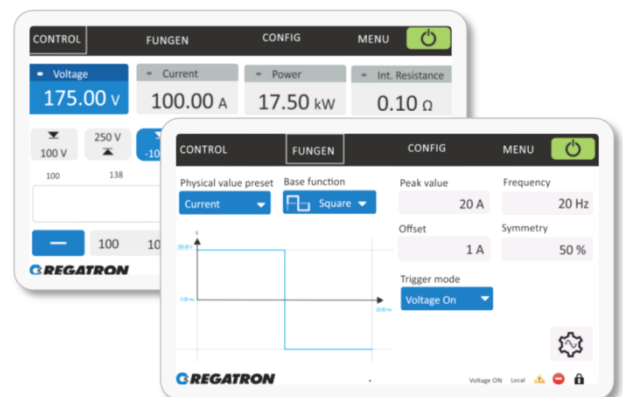 CONTROL FUNGEN CONFIG MENU
Voltage Current Power Int. Resistance
175.00 V 100.00 A 17.50 kW 0.10 Ω
250 V
100 V -10
100 138
— 100 10
REGATRON
CONTROL FUNGEN CONFIG MENU
Physical value preset Base function Peak value Frequency
Current Square 20 A 20 Hz
Offset Symmetry
1 A 50 %
Trigger mode
Voltage On
REGATRON
Voltage ON Local